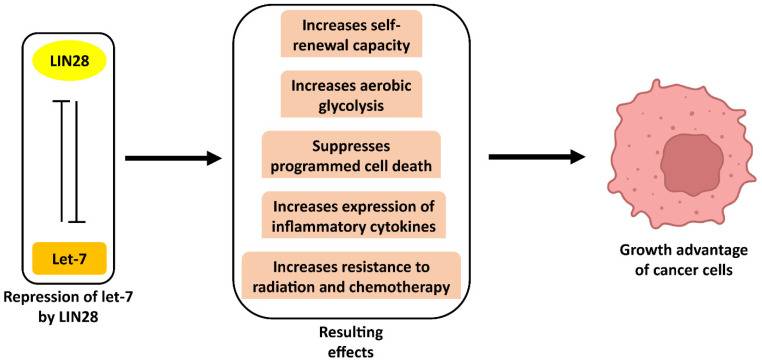 LIN28
Let-7
Repression of let-7
by LIN28
Increases self-
renewal capacity
Increases aerobic
glycolysis
Suppresses
programmed cell death
Increases expression of
inflammatory cytokines
Increases resistance to
radiation and chemotherapy
Resulting
effects
Growth advantage
of cancer cells